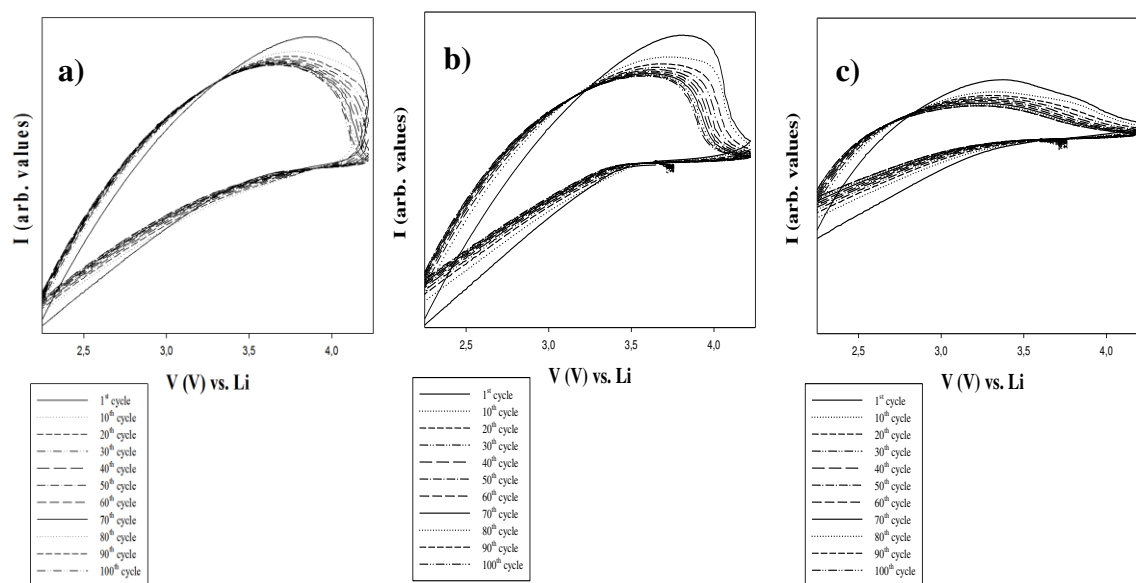 a)
I (arb. values)
2,5 3,0 3,5 4,0
V (V) vs. Li
1st cycle
10th cycle
20th cycle
30th cycle
40th cycle
50th cycle
60th cycle
70th cycle
80th cycle
90th cycle
100th cycle
b)
I (arb. values)
2,5 3,0 3,5 4,0
V (V) vs. Li
1st cycle
10th cycle
20th cycle
30th cycle
40th cycle
50th cycle
60th cycle
70th cycle
80th cycle
90th cycle
100th cycle
c)
I (arb. values)
2,5 3,0 3,5 4,0
V (V) vs. Li
1st cycle
10th cycle
20th cycle
30th cycle
40th cycle
50th cycle
60th cycle
70th cycle
80th cycle
90th cycle
100th cycle